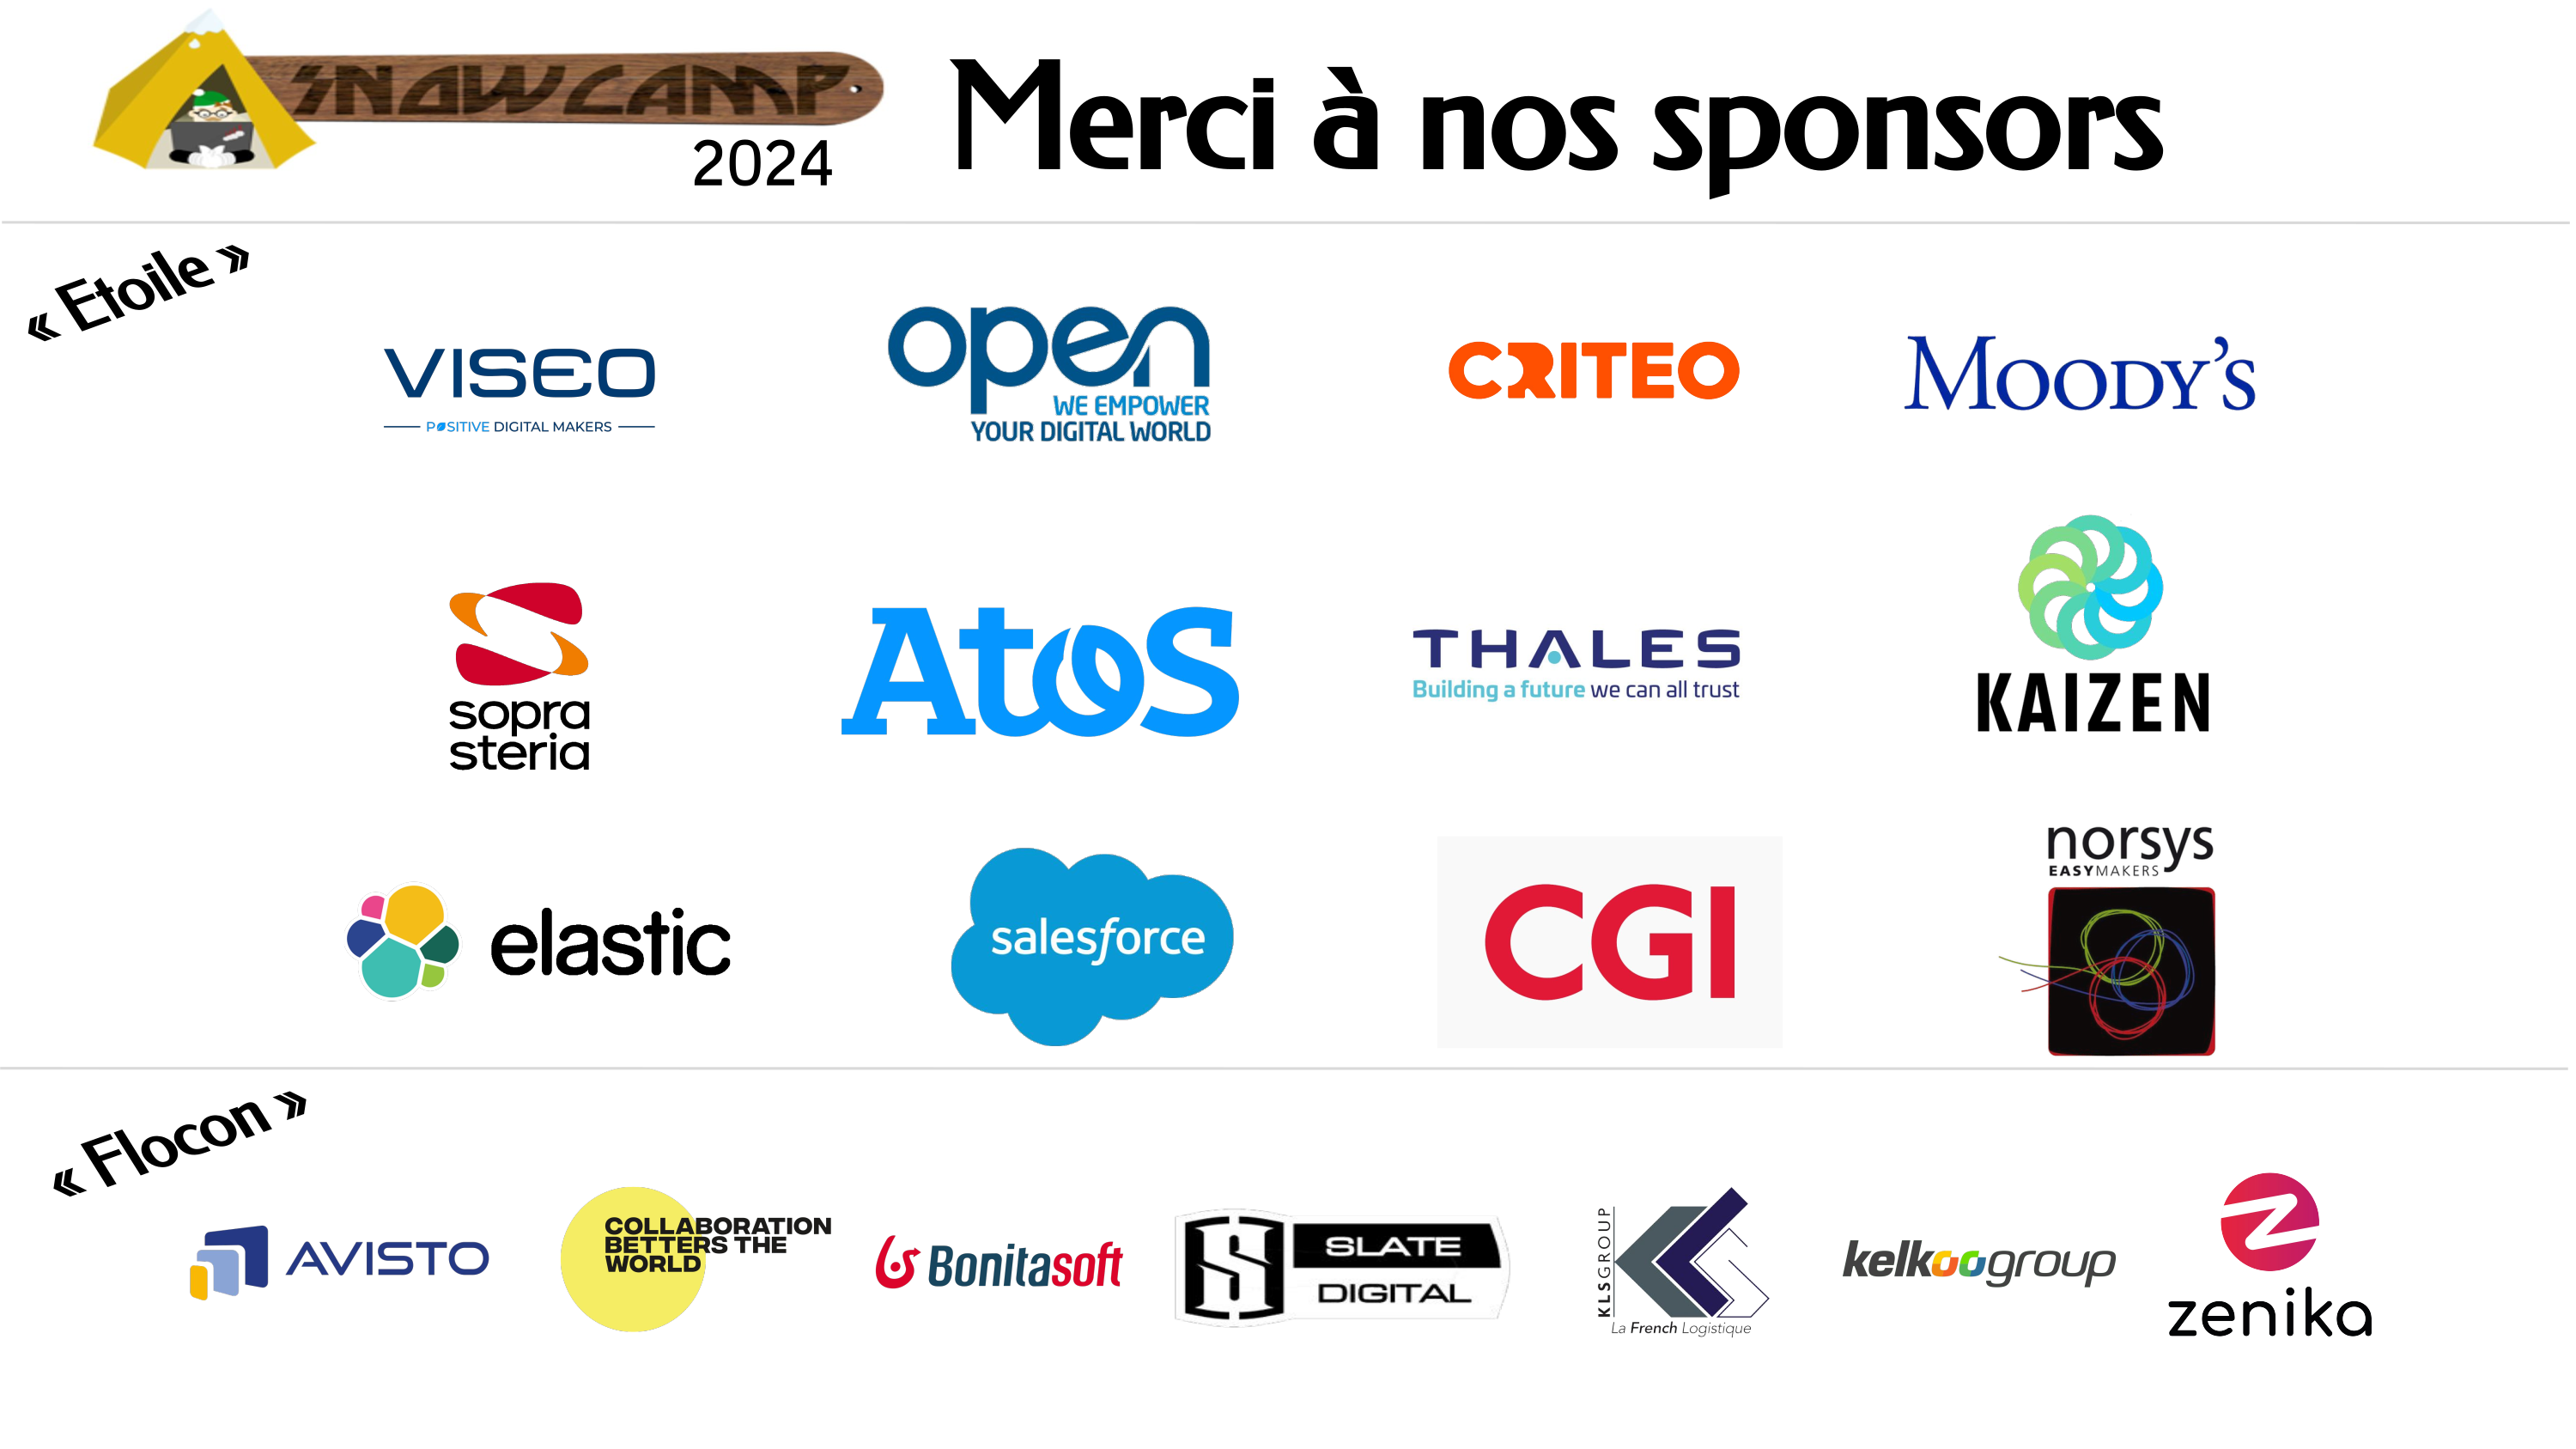 SNOWCAMP
2024
Merci à nos sponsors
« Etoile »
VISEO
POSITIVE DIGITAL MAKERS
open
WE EMPOWER
YOUR DIGITAL WORLD
CRITEO
MOODY'S
sopra
steria
Atos
THALES
Building a future we can all trust
KAIZEN
elastic
salesforce
CGI
norsys
EASYMAKERS
« Flocon »
AVISTO
COLLABORATION
BETTERS THE
WORLD
Bonitasoft
SLATE
DIGITAL
KLSGROUP
La French Logistique
kelkoogroup
zenika